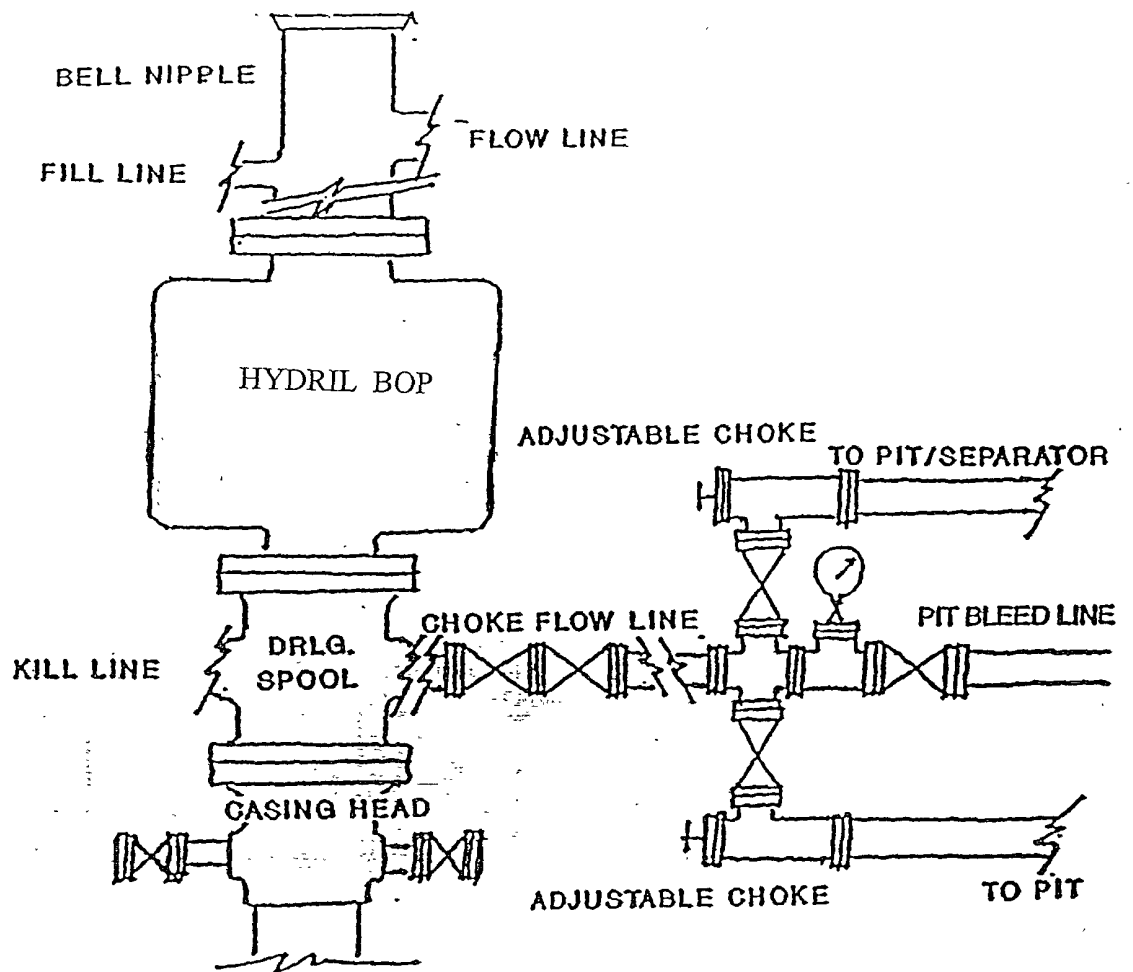 BELL NIPPLE
FLOW LINE
FILL LINE
HYDRIL BOP
ADJUSTABLE CHOKE
TO PIT/SEPARATOR
CHOKE FLOW LINE
PIT BLEED LINE
KILL LINE
DRLG.
SPOOL
CASING HEAD
ADJUSTABLE CHOKE
TO PIT